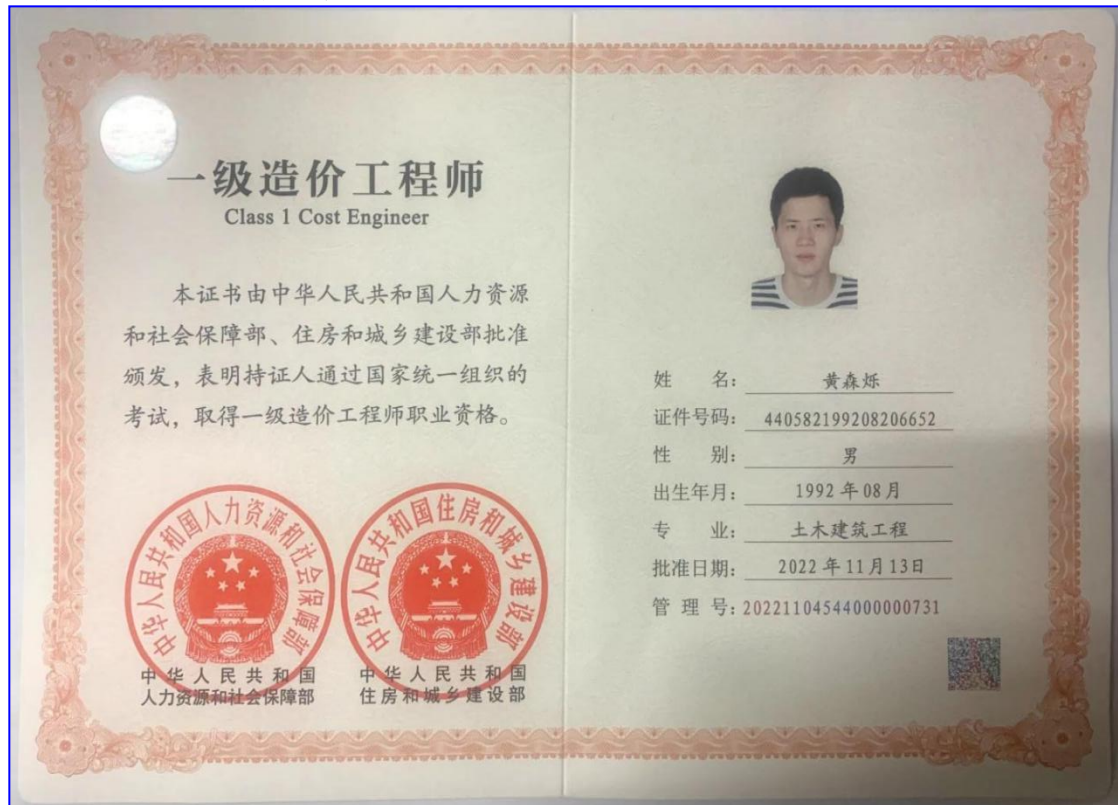 一级造价工程师
Class 1 Cost Engineer
本证书由中华人民共和国人力资源
和社会保障部、住房和城乡建设部批准
颁发，表明持证人通过国家统一组织的
考试，取得一级造价工程师职业资格。
中华人民共和国人力资源和社会保障部
中华人民共和国住房和城乡建设部
中华人民共和国
人力资源和社会保障部
中华人民共和国
住房和城乡建设部
姓 名：黄森烁
证件号码：440582199208206652
性 别：男
出生年月：1992年08月
专 业：土木建筑工程
批准日期：2022年11月13日
管 理 号：20221104544000000731